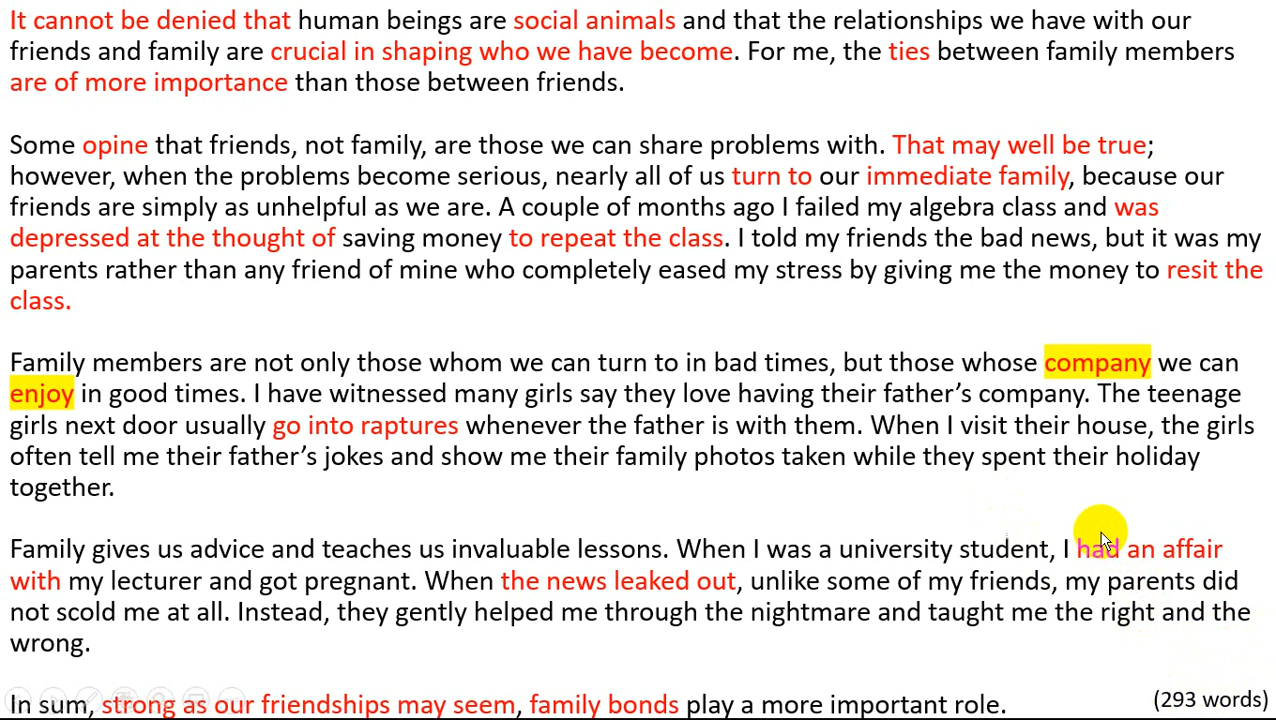 It cannot be denied that human beings are social animals and that the relationships we have with our
friends and family are crucial in shaping who we have become. For me, the ties between family members
are of more importance than those between friends.
Some opine that friends, not family, are those we can share problems with. That may well be true;
however, when the problems become serious, nearly all of us turn to our immediate family, because our
friends are simply as unhelpful as we are. A couple of months ago I failed my algebra class and was
depressed at the thought of saving money to repeat the class. I told my friends the bad news, but it was my
parents rather than any friend of mine who completely eased my stress by giving me the money to resit the
class.
Family members are not only those whom we can turn to in bad times, but those whose company we can
enjoy in good times. I have witnessed many girls say they love having their father’s company. The teenage
girls next door usually go into raptures whenever the father is with them. When I visit their house, the girls
often tell me their father’s jokes and show me their family photos taken while they spent their holiday
together.
Family gives us advice and teaches us invaluable lessons. When I was a university student, I had an affair
with my lecturer and got pregnant. When the news leaked out, unlike some of my friends, my parents did
not scold me at all. Instead, they gently helped me through the nightmare and taught me the right and the
wrong.
In sum, strong as our friendships may seem, family bonds play a more important role.
(293 words)